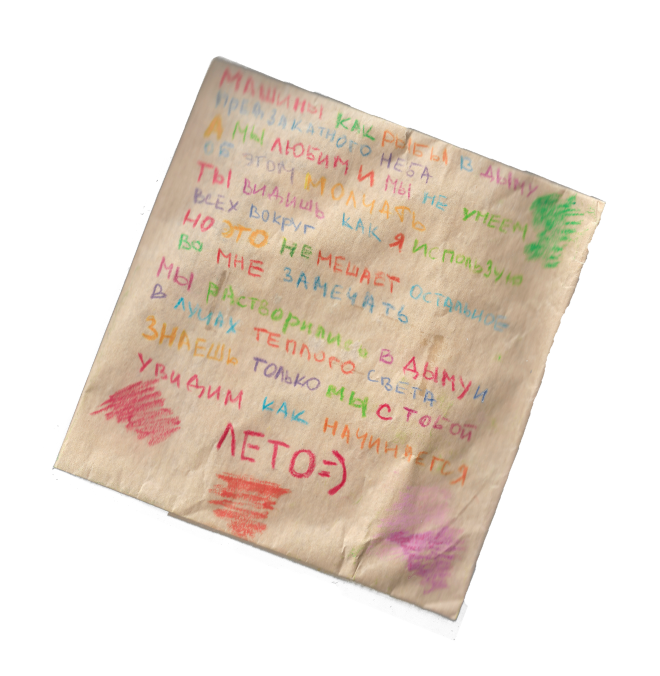 МАШИНЫ КАК РЫБЫ В ДЫМУ
ПРЕДЗАКАТНОГО НЕБА
А МЫ ЛЮБИМ И МЫ НЕ УМЕЕМ
ОБ ЭТОМ МОЛЧАТЬ
ТЫ ВИДИШЬ КАК Я ИСПОЛЬЗУЮ
ВСЕХ ВОКРУГ
НО ЭТО НЕ МЕШАЕТ ОСТАЛЬНОЕ
ВО МНЕ ЗАМЕЧАТЬ
МЫ РАСТВОРИЛИСЬ В ДЫМУ И
В ЛУЧАХ ТЕПЛОГО СВЕТА
ЗНАЕШЬ ТОЛЬКО МЫ С ТОБОЙ
УВИДИМ КАК НАЧИНАЕТСЯ
ЛЕТО=)